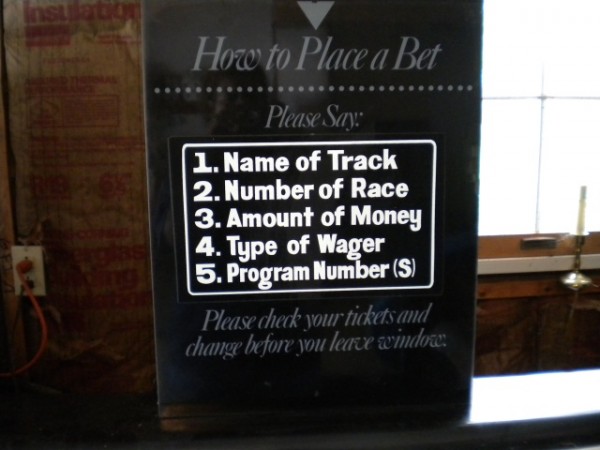 Insulation
How to Place a Bet
Please Say:
1. Name of Track
2. Number of Race
3. Amount of Money
4. Type of Wager
5. Program Number (S)
Please check your tickets and
change before you leave window.